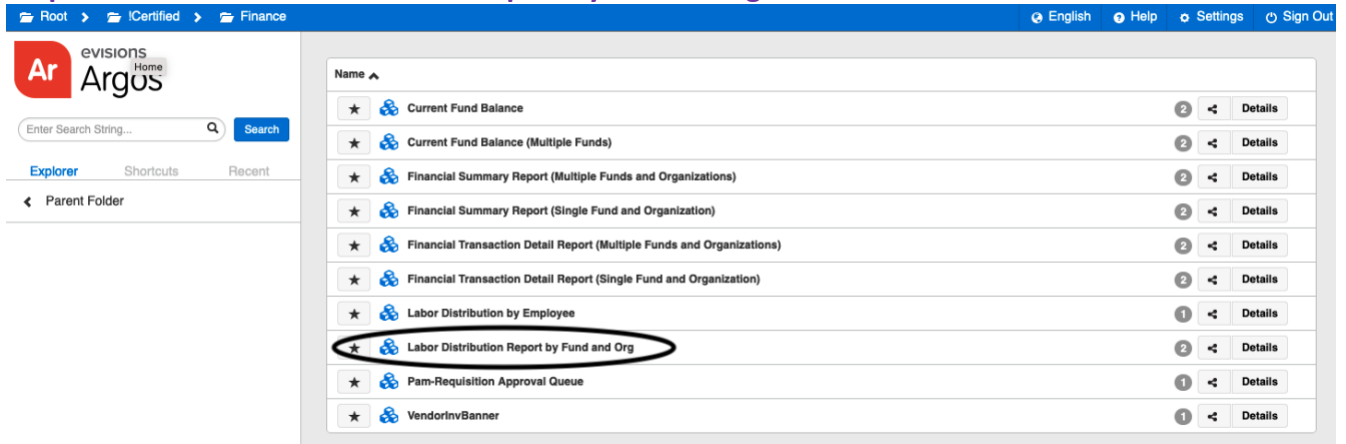 Root > !Certified > Finance English Help Settings Sign Out
Ar evisions Argos
Home
Enter Search String... Search
Explorer Shortcuts Recent
Parent Folder
Name
Current Fund Balance 2 Details
Current Fund Balance (Multiple Funds) 2 Details
Financial Summary Report (Multiple Funds and Organizations) 2 Details
Financial Summary Report (Single Fund and Organization) 2 Details
Financial Transaction Detail Report (Multiple Funds and Organizations) 2 Details
Financial Transaction Detail Report (Single Fund and Organization) 2 Details
Labor Distribution by Employee 1 Details
Labor Distribution Report by Fund and Org 2 Details
Pam-Requisition Approval Queue 1 Details
VendorInvBanner 1 Details